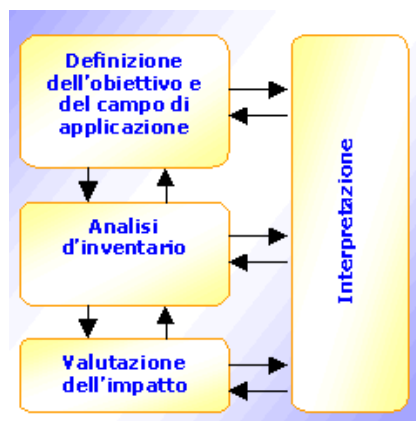 Definizione
dell'obiettivo e
del campo di
applicazione
Analisi
d'inventario
Valutazione
dell'impatto
Interpretazione